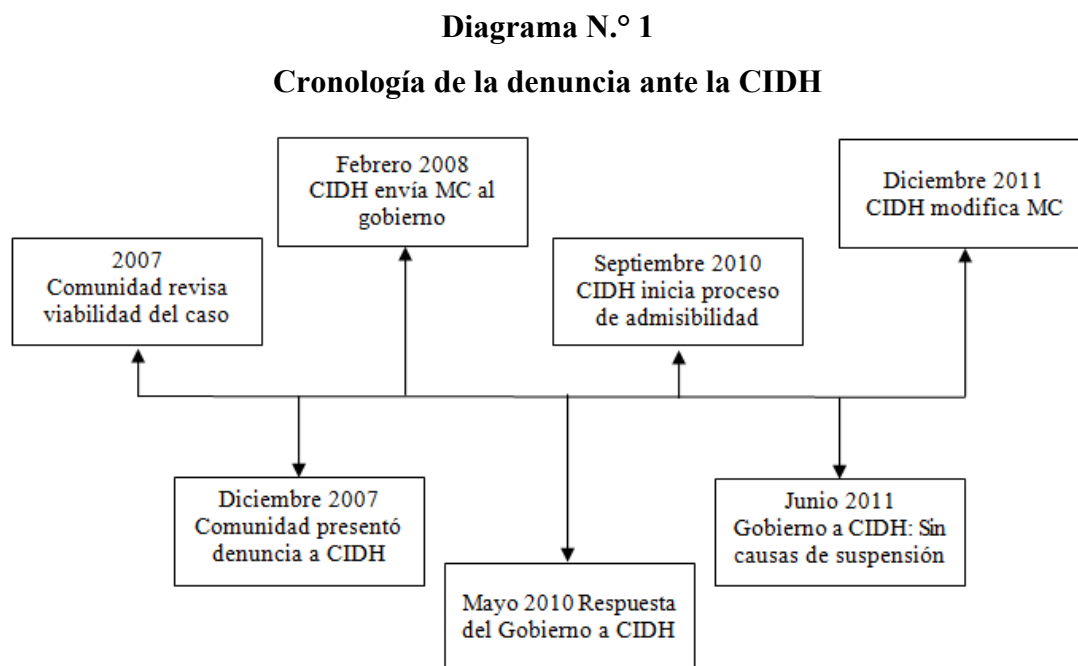 Diagrama N.° 1
Cronología de la denuncia ante la CIDH
2007
Comunidad revisa
viabilidad del caso
Diciembre 2007
Comunidad presentó
denuncia a CIDH
Febrero 2008
CIDH envía MC al
gobierno
Mayo 2010 Respuesta
del Gobierno a CIDH
Septiembre 2010
CIDH inicia proceso
de admisibilidad
Junio 2011
Gobierno a CIDH: Sin
causas de suspensión
Diciembre 2011
CIDH modifica MC